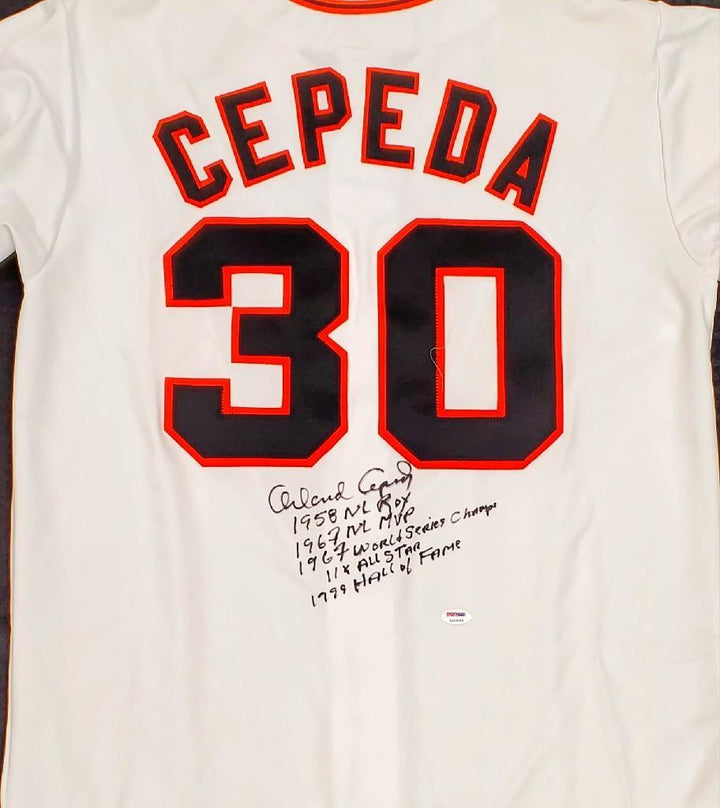 CEPEDA
30
Orlando Cepeda
1958 NL ROY
1967 NL MVP
1967 WORLD SERIES Champs
11x ALL STAR
1999 HALL of FAME